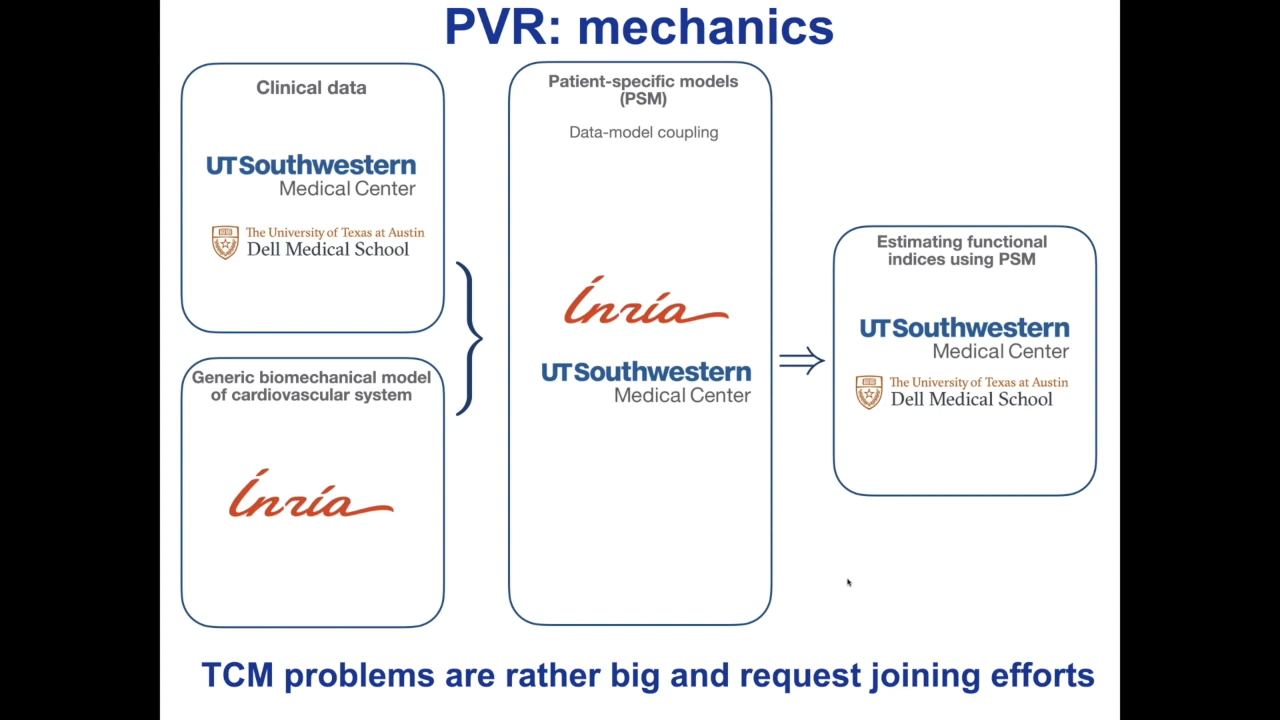 PVR: mechanics
Clinical data
UTSouthwestern
Medical Center
The University of Texas at Austin
Dell Medical School
Generic biomechanical model
of cardiovascular system
Inría
Patient-specific models
(PSM)
Data-model coupling
Inría
UTSouthwestern
Medical Center
Estimating functional
indices using PSM
UTSouthwestern
Medical Center
The University of Texas at Austin
Dell Medical School
TCM problems are rather big and request joining efforts